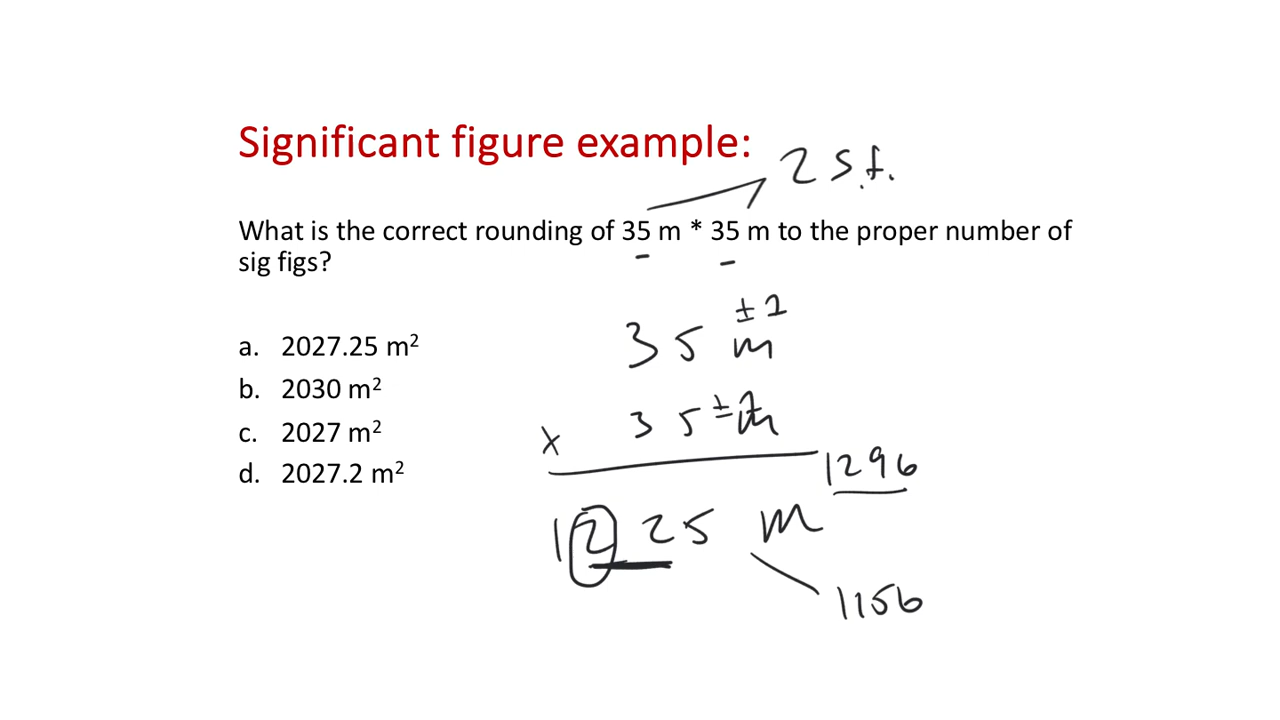 Significant figure example:
2 s.f.
What is the correct rounding of 35 m * 35 m to the proper number of
sig figs?
a. 2027.25 m²
b. 2030 m²
c. 2027 m²
d. 2027.2 m²
± 1
35 m
x 35 ± m
1296
1225 m
1156